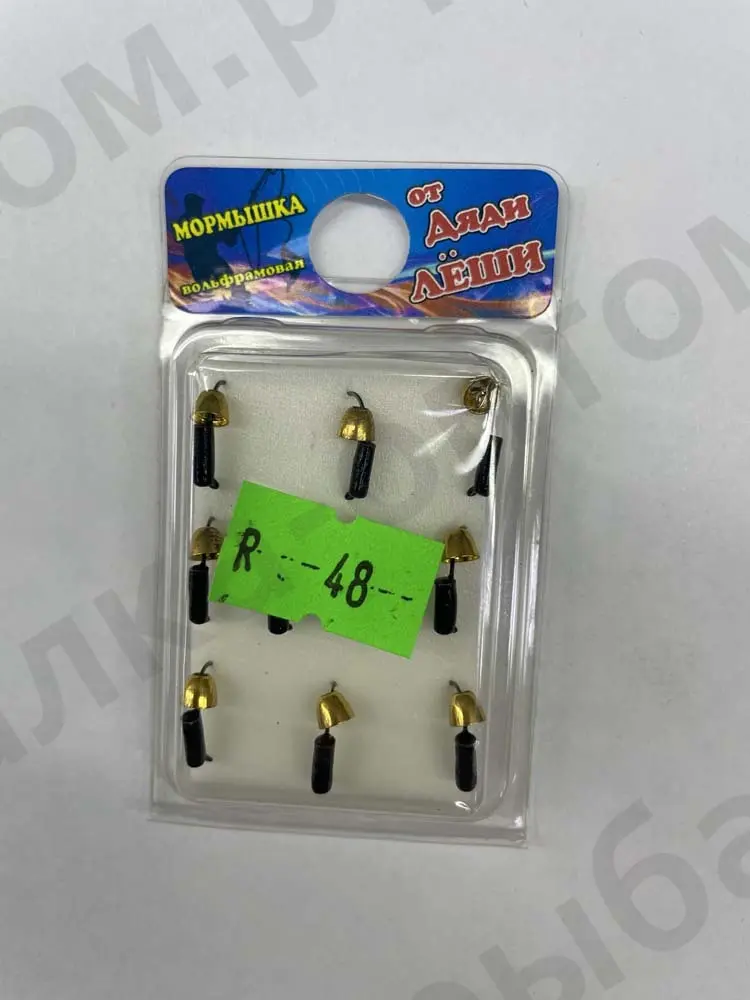 МОРМЫШКА
вольфрамовая
от
ДЯДИ
ЛЁШИ
R---48--